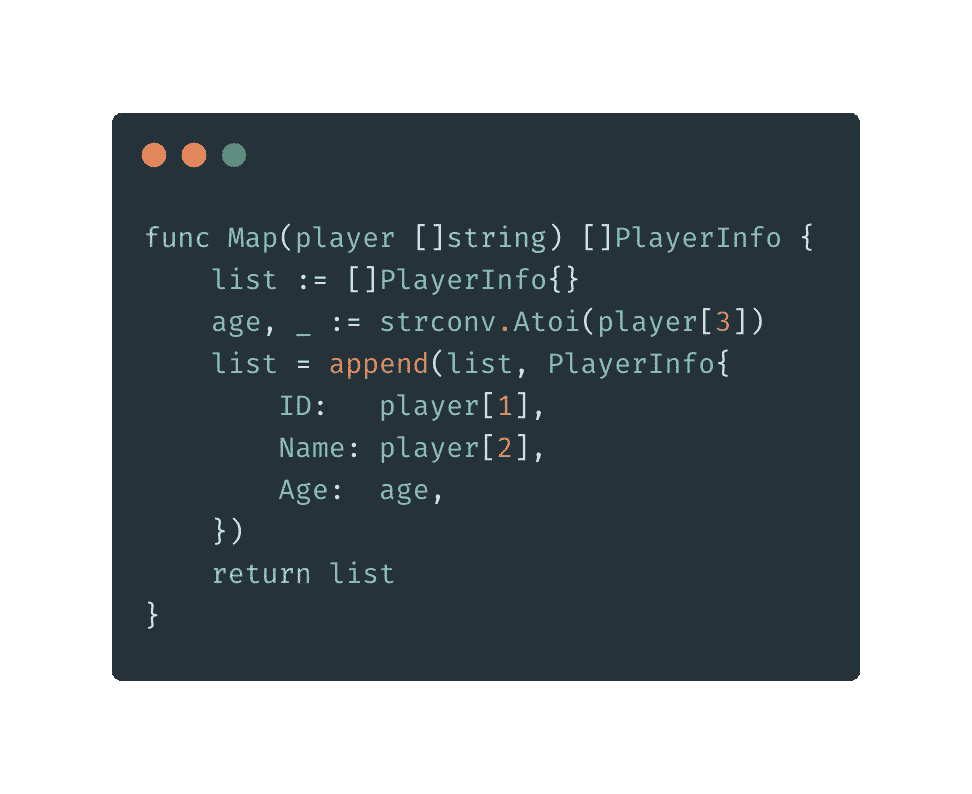 func Map(player []string) []PlayerInfo {
    list := []PlayerInfo{}
    age, _ := strconv.Atoi(player[3])
    list = append(list, PlayerInfo{
        ID:   player[1],
        Name: player[2],
        Age:  age,
    })
    return list
}